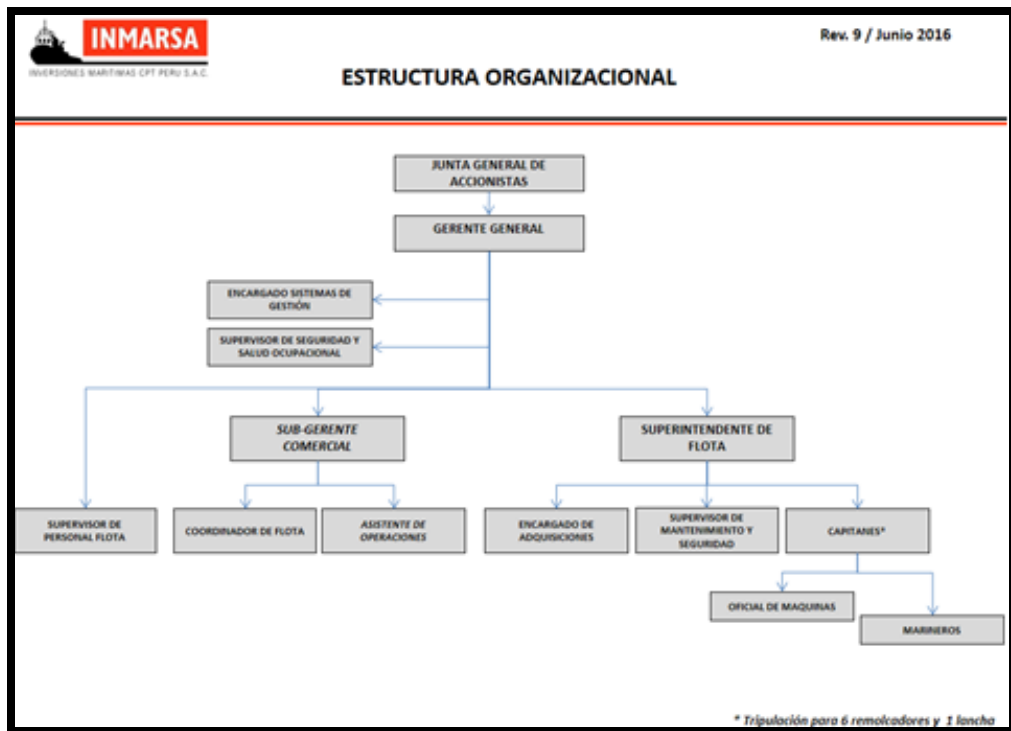 INMARSA
INVERSIONES MARITIMAS CPT PERU S.A.C.
Rev. 9 / Junio 2016
ESTRUCTURA ORGANIZACIONAL
JUNTA GENERAL DE
ACCIONISTAS
GERENTE GENERAL
ENCARGADO SISTEMAS DE
GESTIÓN
SUPERVISOR DE SEGURIDAD Y
SALUD OCUPACIONAL
SUB-GERENTE
COMERCIAL
SUPERINTENDENTE DE
FLOTA
SUPERVISOR DE
PERSONAL FLOTA
COORDINADOR DE FLOTA
ASISTENTE DE
OPERACIONES
ENCARGADO DE
ADQUISICIONES
SUPERVISOR DE
MANTENIMIENTO Y
SEGURIDAD
CAPITANES*
OFICIAL DE MAQUINAS
MARINEROS
* Tripulación para 6 remolcadores y 1 lancha